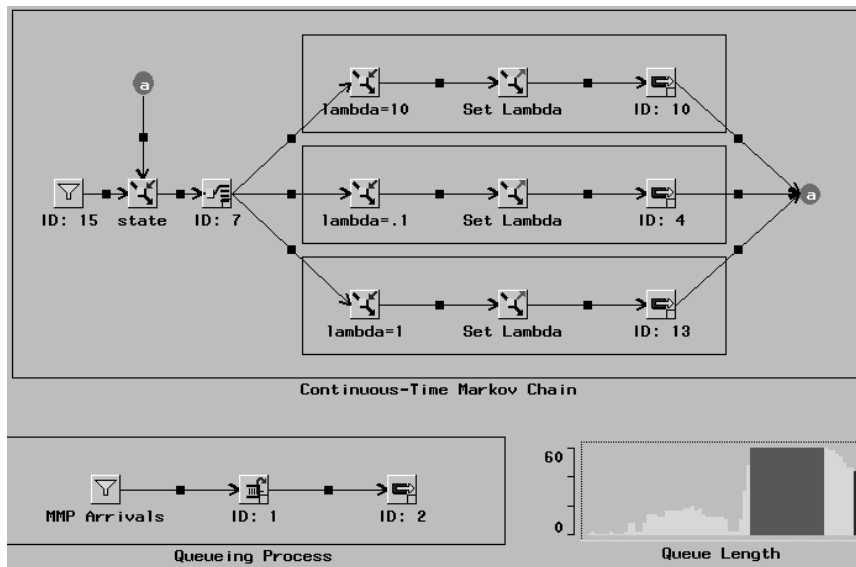 a
lambda=10 Set Lambda ID: 10
ID: 15 state ID: 7 lambda=.1 Set Lambda ID: 4 a
lambda=1 Set Lambda ID: 13
Continuous-Time Markov Chain
MMP Arrivals ID: 1 ID: 2
Queueing Process
60
0
Queue Length